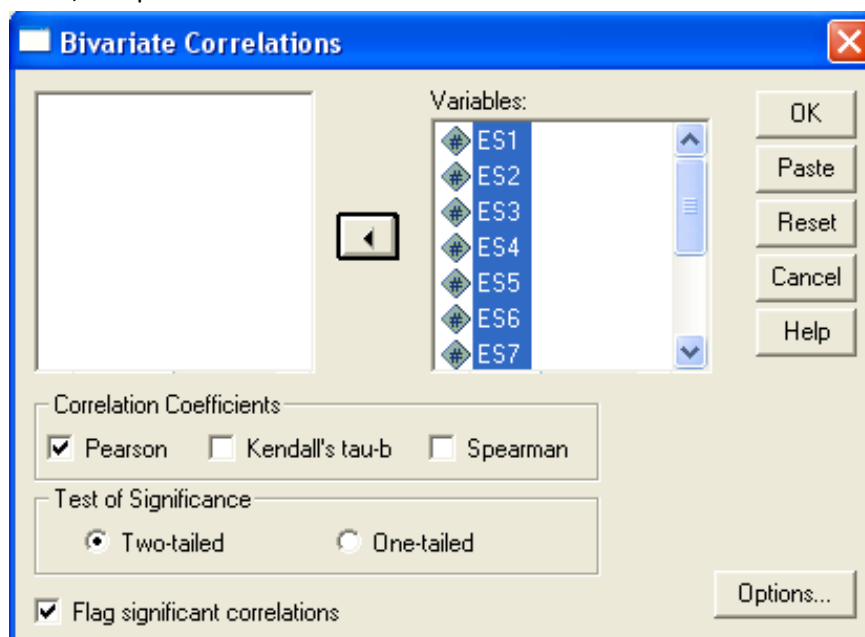 Bivariate Correlations
Variables:
ES1
ES2
ES3
ES4
ES5
ES6
ES7
OK
Paste
Reset
Cancel
Help
Correlation Coefficients
Pearson Kendall's tau-b Spearman
Test of Significance
Two-tailed One-tailed
Flag significant correlations
Options...